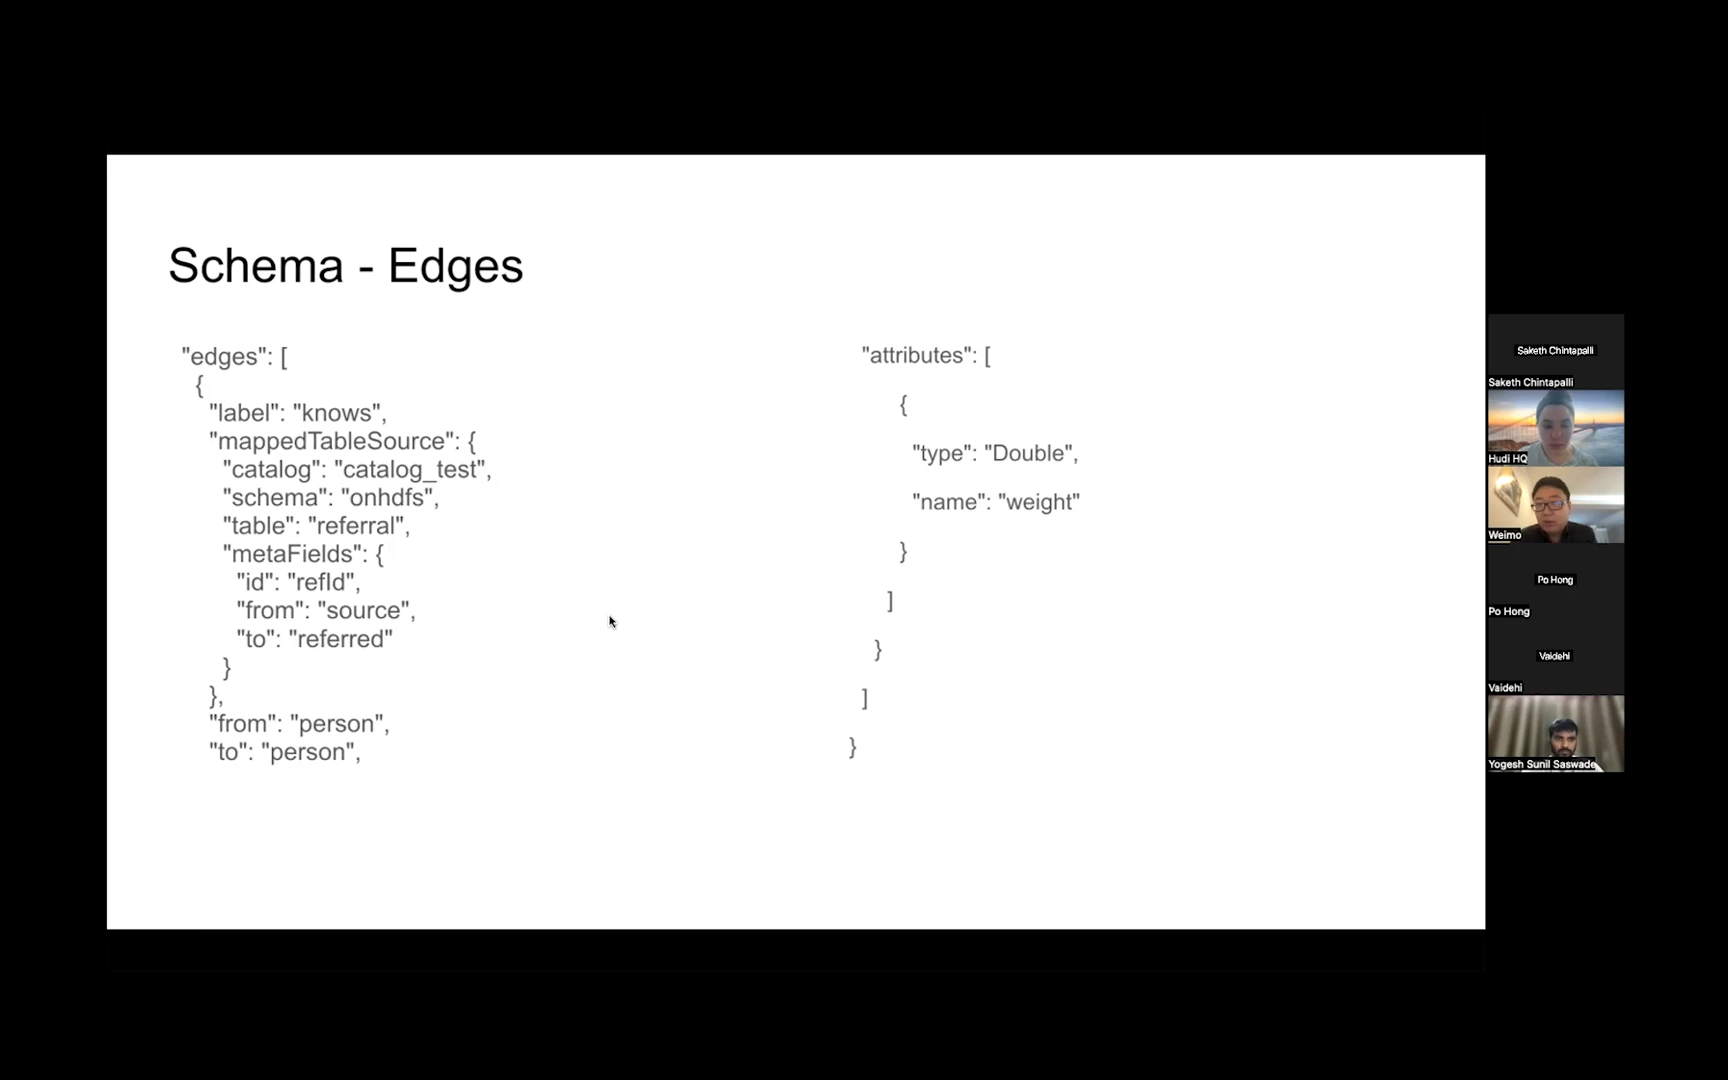 Schema - Edges
"edges": [
{
"label": "knows",
"mappedTableSource": {
"catalog": "catalog_test",
"schema": "onhdfs",
"table": "referral",
"metaFields": {
"id": "refId",
"from": "source",
"to": "referred"
}
},
"from": "person",
"to": "person",
"attributes": [
{
"type": "Double",
"name": "weight"
}
]
}
]
}
Saketh Chintapalli
Saketh Chintapalli
Hudi HQ
Weimo
Po Hong
Po Hong
Vaidehi
Vaidehi
Yogesh Sunil Saswade